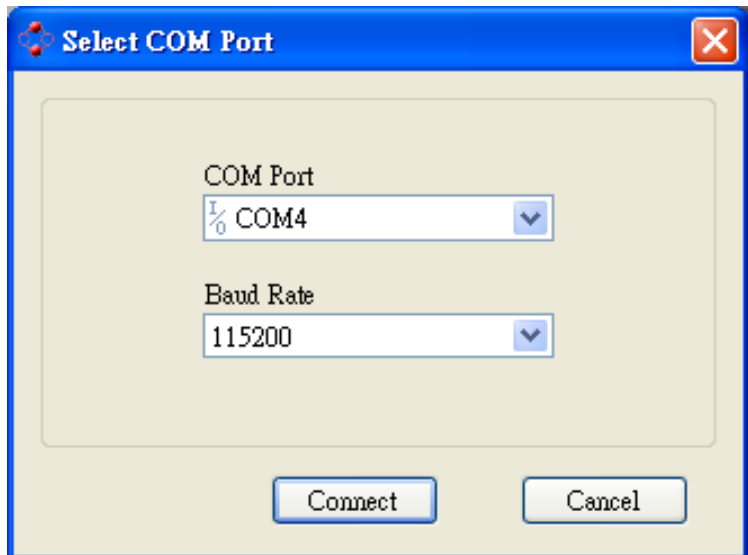 Select COM Port
COM Port
I/O COM4
Baud Rate
115200
Connect Cancel